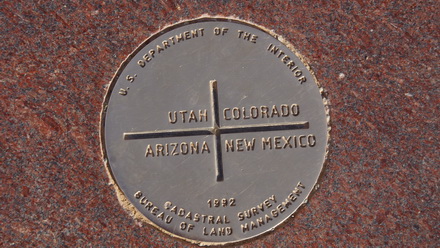 U. S. DEPARTMENT OF THE INTERIOR
UTAH COLORADO
ARIZONA NEW MEXICO
1992
CADASTRAL SURVEY
BUREAU OF LAND MANAGEMENT